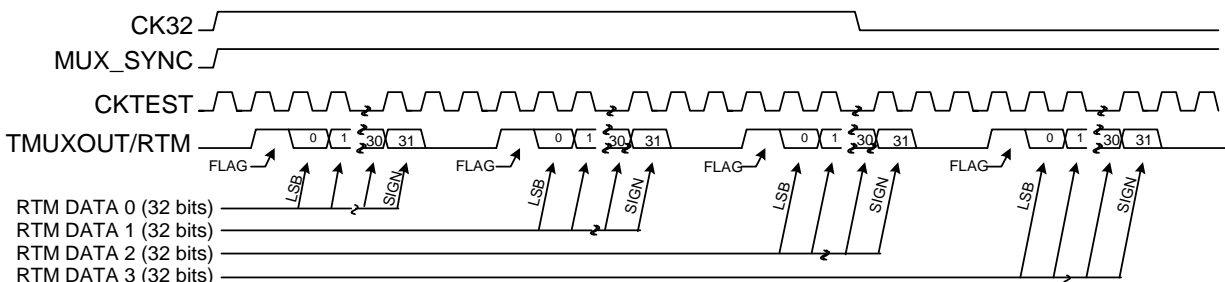 CK32
MUX_SYNC
CKTEST
TMUXOUT/RTM
0 1 30 31 0 1 30 31 0 1 30 31 0 1 30 31
FLAG FLAG FLAG FLAG
LSB SIGN LSB SIGN LSB SIGN LSB SIGN
RTM DATA 0 (32 bits)
RTM DATA 1 (32 bits)
RTM DATA 2 (32 bits)
RTM DATA 3 (32 bits)